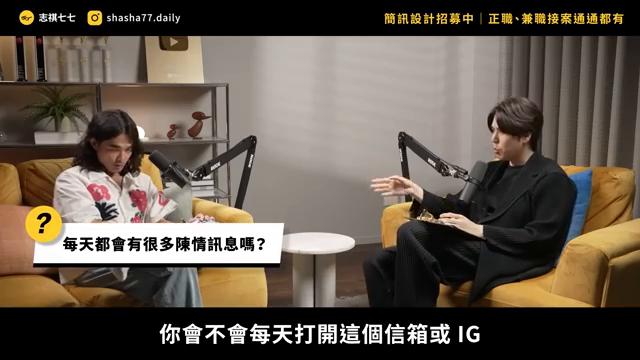 志祺七七
shasha77.daily
簡訊設計招募中｜正職、兼職接案通通都有
?
每天都會有很多陳情訊息嗎？
你會不會每天打開這個信箱或 IG